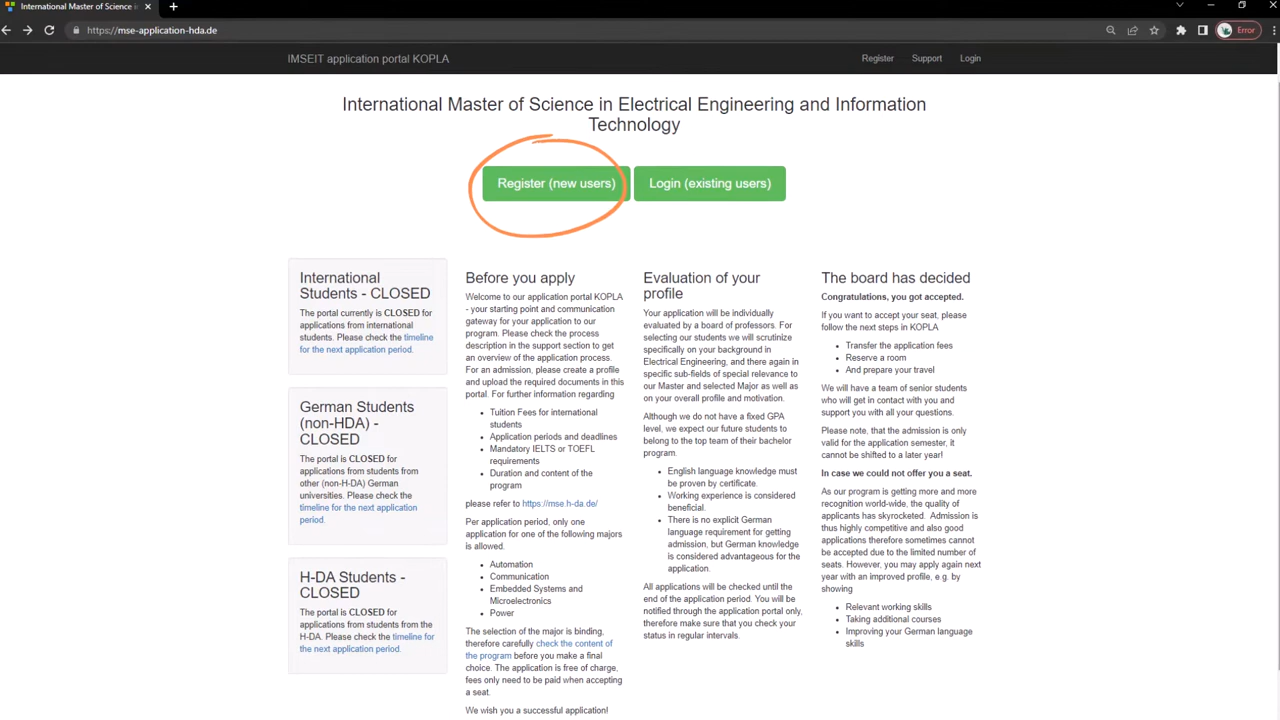 International Master of Science in
https://mse-application-hda.de
Error
IMSEIT application portal KOPLA
Register
Support
Login
International Master of Science in Electrical Engineering and Information
Technology
Register (new users)
Login (existing users)
International
Students - CLOSED
The portal currently is CLOSED for
applications from international
students. Please check the timeline
for the next application period.
German Students
(non-HDA) -
CLOSED
The portal is CLOSED for
applications from students from
other (non-H-DA) German
universities. Please check the
timeline for the next application
period.
H-DA Students -
CLOSED
The portal is CLOSED for
applications from students from the
H-DA. Please check the timeline for
the next application period.
Before you apply
Welcome to our application portal KOPLA
- your starting point and communication
gateway for your application to our
program. Please check the process
description in the support section to get
an overview of the application process.
For an admission, please create a profile
and upload the required documents in this
portal. For further information regarding
• Tuition Fees for international
students
• Application periods and deadlines
• Mandatory IELTS or TOEFL
requirements
• Duration and content of the
program
please refer to https://mse.h-da.de/
Per application period, only one
application for one of the following majors
is allowed.
• Automation
• Communication
• Embedded Systems and
Microelectronics
• Power
The selection of the major is binding,
therefore carefully check the content of
the program before you make a final
choice. The application is free of charge,
fees only need to be paid when accepting
a seat.
We wish you a successful application!
Evaluation of your
profile
Your application will be individually
evaluated by a board of professors. For
selecting our students we will scrutinize
specifically on your background in
Electrical Engineering, and there again in
specific sub-fields of special relevance to
our Master and selected Major as well as
on your overall profile and motivation.
Although we do not have a fixed GPA
level, we expect our future students to
belong to the top team of their bachelor
program.
• English language knowledge must
be proven by certificate.
• Working experience is considered
beneficial.
• There is no explicit German
language requirement for getting
admission, but German knowledge
is considered advantageous for the
application.
All applications will be checked until the
end of the application period. You will be
notified through the application portal only,
therefore make sure that you check your
status in regular intervals.
The board has decided
Congratulations, you got accepted.
If you want to accept your seat, please
follow the next steps in KOPLA
• Transfer the application fees
• Reserve a room
• And prepare your travel
We will have a team of senior students
who will get in contact with you and
support you with all your questions.
Please note, that the admission is only
valid for the application semester, it
cannot be shifted to a later year!
In case we could not offer you a seat.
As our program is getting more and more
recognition world-wide, the quality of
applicants has skyrocketed. Admission is
thus highly competitive and also good
applications therefore sometimes cannot
be accepted due to the limited number of
seats. However, you may apply again next
year with an improved profile, e.g. by
showing
• Relevant working skills
• Taking additional courses
• Improving your German language
skills